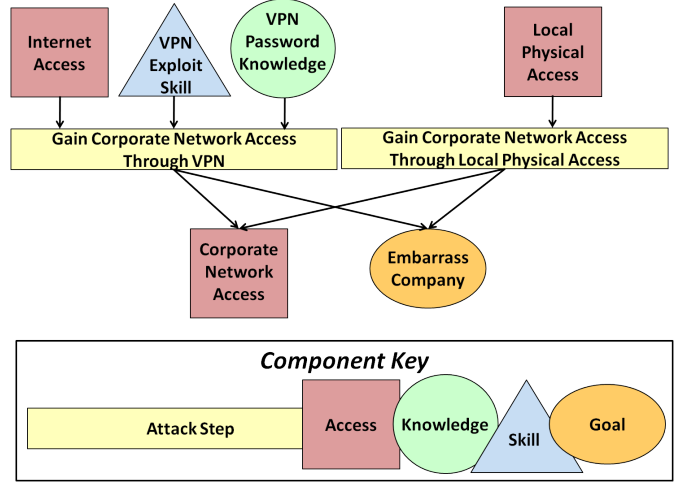 Internet
Access
VPN
Exploit
Skill
VPN
Password
Knowledge
Local
Physical
Access
Gain Corporate Network Access
Through VPN
Gain Corporate Network Access
Through Local Physical Access
Corporate
Network
Access
Embarrass
Company
Component Key
Attack Step
Access
Knowledge
Skill
Goal